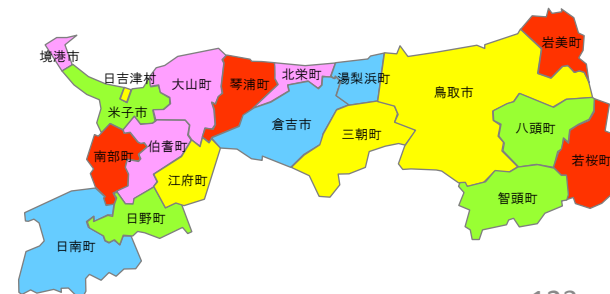 岩美町
境港市
日吉津村
大山町
琴浦町
北栄町
湯梨浜町
鳥取市
米子市
倉吉市
三朝町
八頭町
伯耆町
南部町
若桜町
江府町
智頭町
日野町
日南町